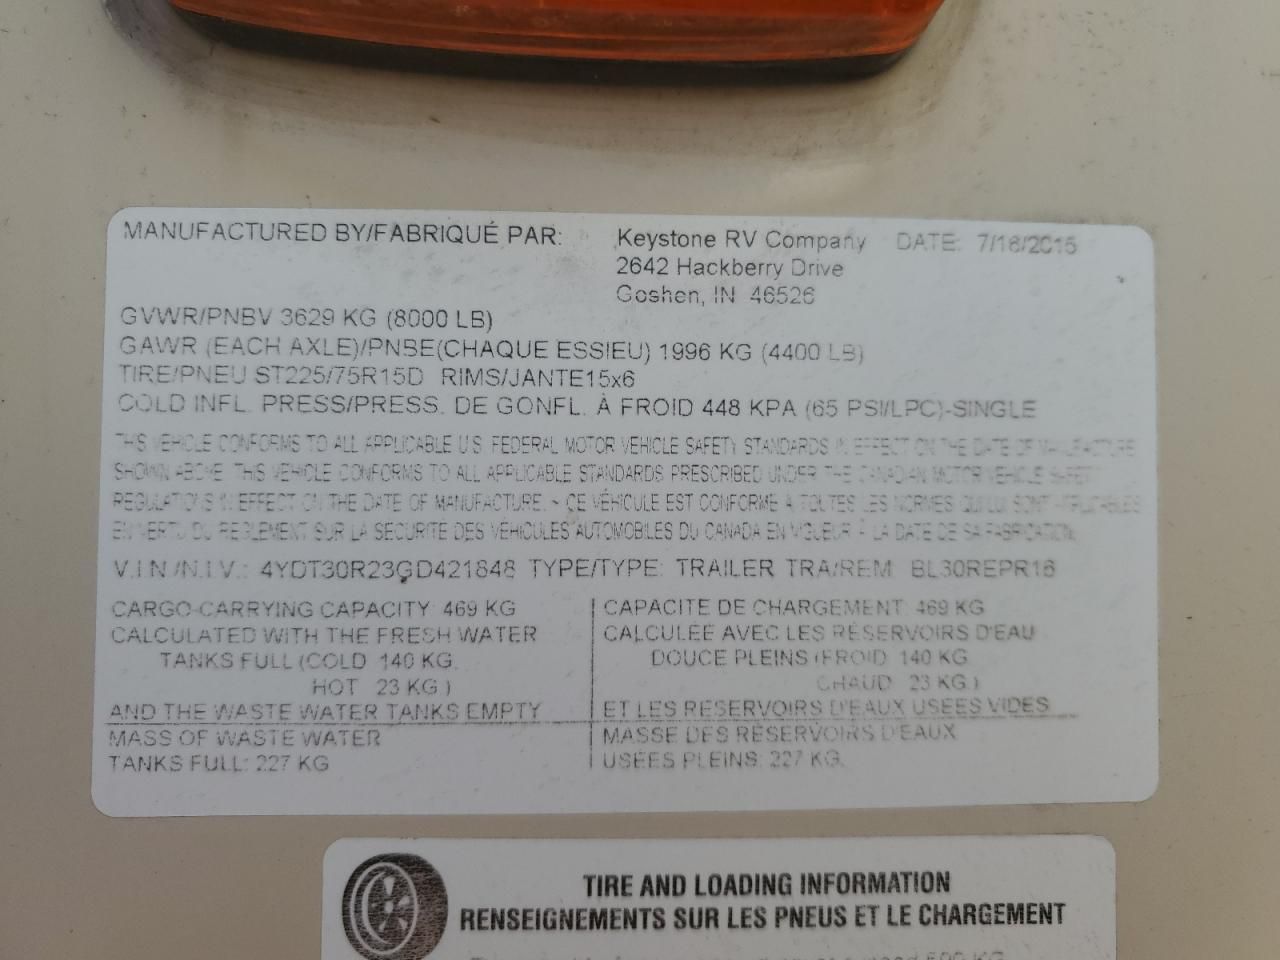 MANUFACTURED BY/FABRIQUÉ PAR: Keystone RV Company DATE: 7/16/2015
2642 Hackberry Drive
Goshen, IN 46526
GVWR/PNBV 3629 KG (8000 LB)
GAWR (EACH AXLE)/PNBE(CHAQUE ESSIEU) 1996 KG (4400 LB)
TIRE/PNEU ST225/75R15D RIMS/JANTE15x6
COLD INFL. PRESS/PRESS. DE GONFL. À FROID 448 KPA (65 PSI/LPC)-SINGLE
THIS VEHICLE CONFORMS TO ALL APPLICABLE U.S. FEDERAL MOTOR VEHICLE SAFETY STANDARDS IN EFFECT ON THE DATE OF MANUFACTURE
SHOWN ABOVE. THIS VEHICLE CONFORMS TO ALL APPLICABLE STANDARDS PRESCRIBED UNDER THE CANADIAN MOTOR VEHICLE SAFETY
REGULATIONS IN EFFECT ON THE DATE OF MANUFACTURE. ~ CE VÉHICULE EST CONFORME À TOUTES LES NORMES QUI LUI SONT APPLICABLES
EN VERTU DU REGLEMENT SUR LA SECURITÉ DES VÉHICULES AUTOMOBILES DU CANADA EN VIGUEUR À LA DATE DE SA FABRICATION.
V.I.N./N.I.V.: 4YDT30R23GD421848 TYPE/TYPE: TRAILER TRA/REM BL30REPR16
CARGO-CARRYING CAPACITY: 469 KG
CALCULATED WITH THE FRESH WATER
TANKS FULL (COLD 140 KG.
HOT 23 KG.)
AND THE WASTE WATER TANKS EMPTY
MASS OF WASTE WATER
TANKS FULL: 227 KG
CAPACITE DE CHARGEMENT: 469 KG
CALCULÉE AVEC LES RÉSERVOIRS D'EAU
DOUCE PLEINS (FROID 140 KG
CHAUD 23 KG.)
ET LES RÉSERVOIRS D'EAUX USÉES VIDES
MASSE DES RÉSERVOIRS D'EAUX
USÉES PLEINS: 227 KG.
TIRE AND LOADING INFORMATION
RENSEIGNEMENTS SUR LES PNEUS ET LE CHARGEMENT